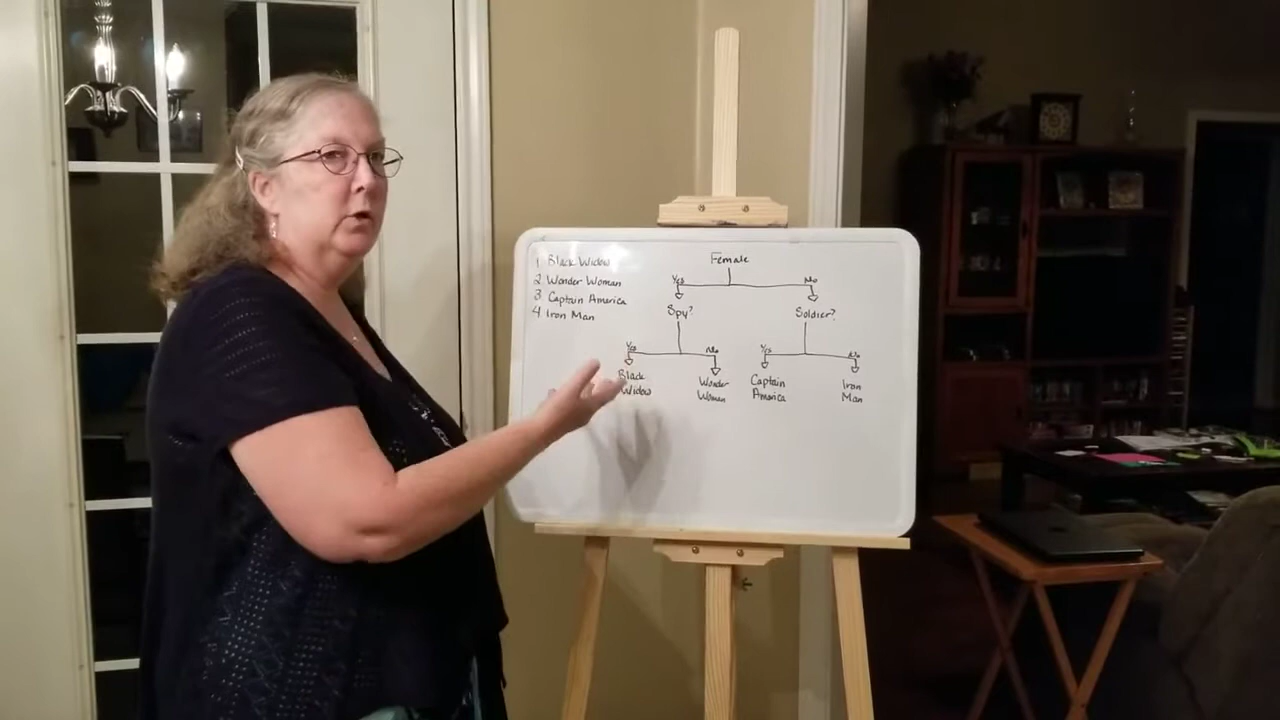 1 Black Widow
2 Wonder Woman
3 Captain America
4 Iron Man
Female
Yes No
Spy? Soldier?
Yes No Yes No
Black Wonder Captain Iron
Widow Woman America Man